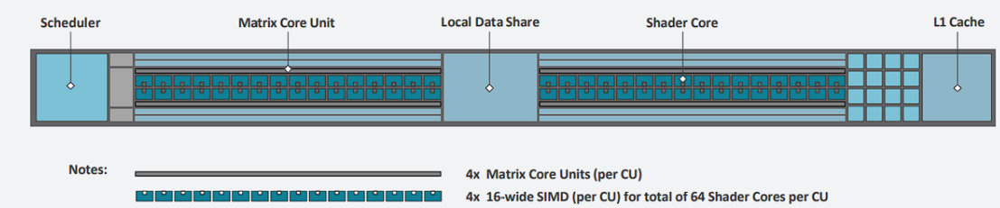 Scheduler
Matrix Core Unit
Local Data Share
Shader Core
L1 Cache
Notes:
4x Matrix Core Units (per CU)
4x 16-wide SIMD (per CU) for total of 64 Shader Cores per CU